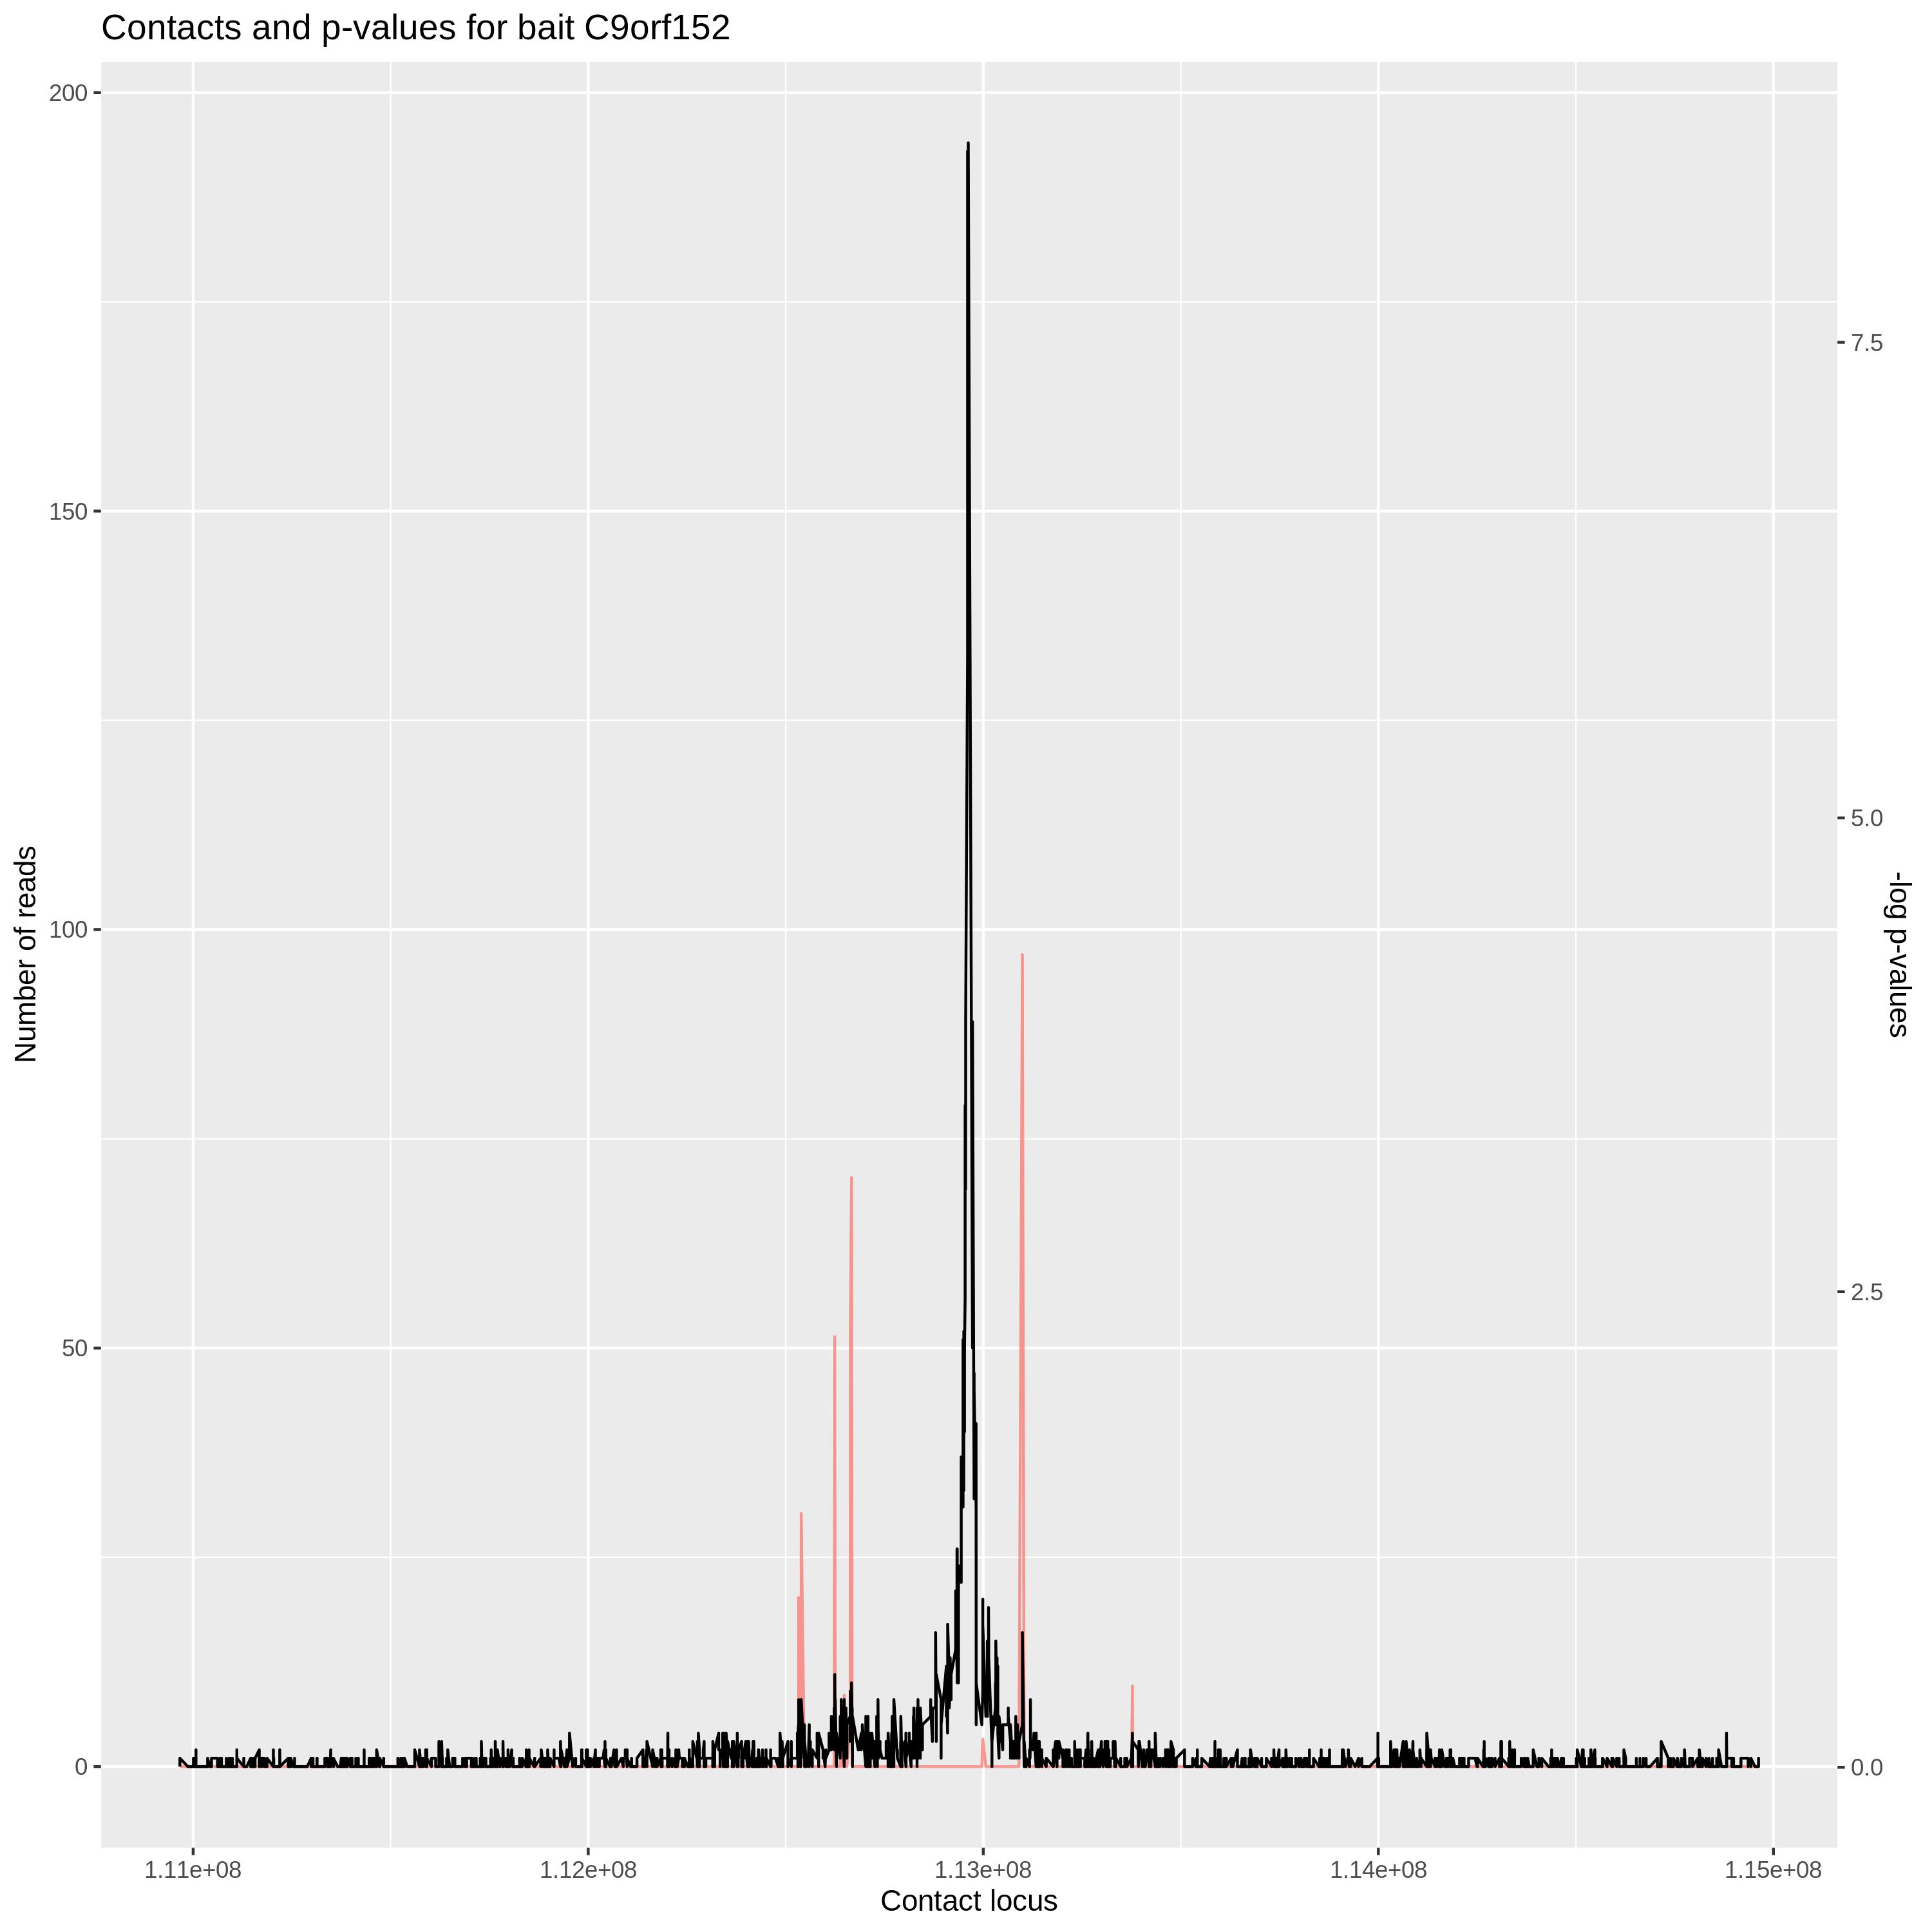 Contacts and p-values for bait C9orf152
200
150
100
50
0
Number of reads
7.5
5.0
2.5
0.0
-log p-values
1.11e+08
1.12e+08
1.13e+08
1.14e+08
1.15e+08
Contact locus